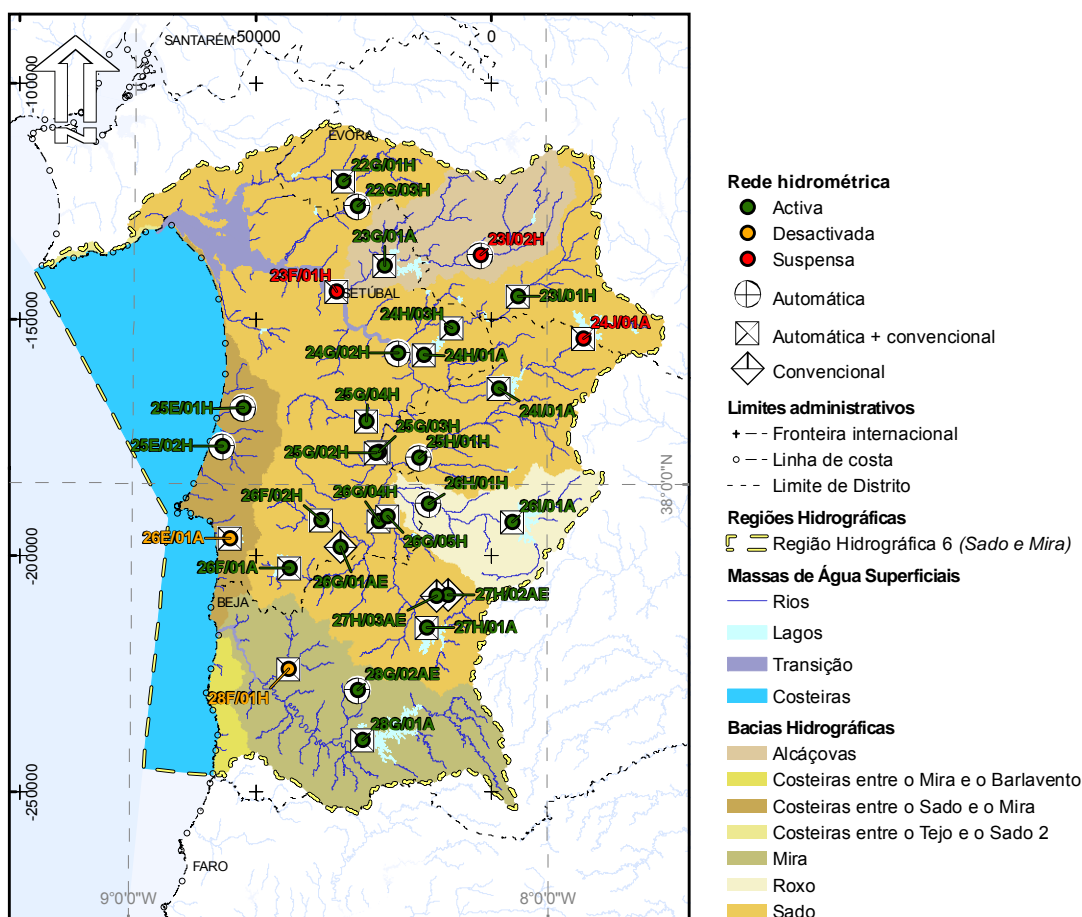 SANTARÉM
-50000
0
-100000
ÉVORA
22G/01H
22G/03H
23G/01A
23I/02H
23F/01H
SETÚBAL
23I/01H
-150000
24H/03H
24J/01A
24G/02H
24H/01A
24I/01A
25G/04H
25E/01H
25G/03H
25E/02H
25G/02H
25H/01H
38°0'0"N
26F/02H
26G/04H
26H/01H
26I/01A
26E/01A
26G/05H
-200000
26F/01A
26G/01AE
27H/02AE
BEJA
27H/03AE
27H/01A
28F/01H
28G/02AE
28G/01A
-250000
FARO
9°0'0"W
8°0'0"W
N
Rede hidrométrica
Activa
Desactivada
Suspensa
Automática
Automática + convencional
Convencional
Limites administrativos
Fronteira internacional
Linha de costa
Limite de Distrito
Regiões Hidrográficas
Região Hidrográfica 6 (Sado e Mira)
Massas de Água Superficiais
Rios
Lagos
Transição
Costeiras
Bacias Hidrográficas
Alcáçovas
Costeiras entre o Mira e o Barlavento
Costeiras entre o Sado e o Mira
Costeiras entre o Tejo e o Sado 2
Mira
Roxo
Sado